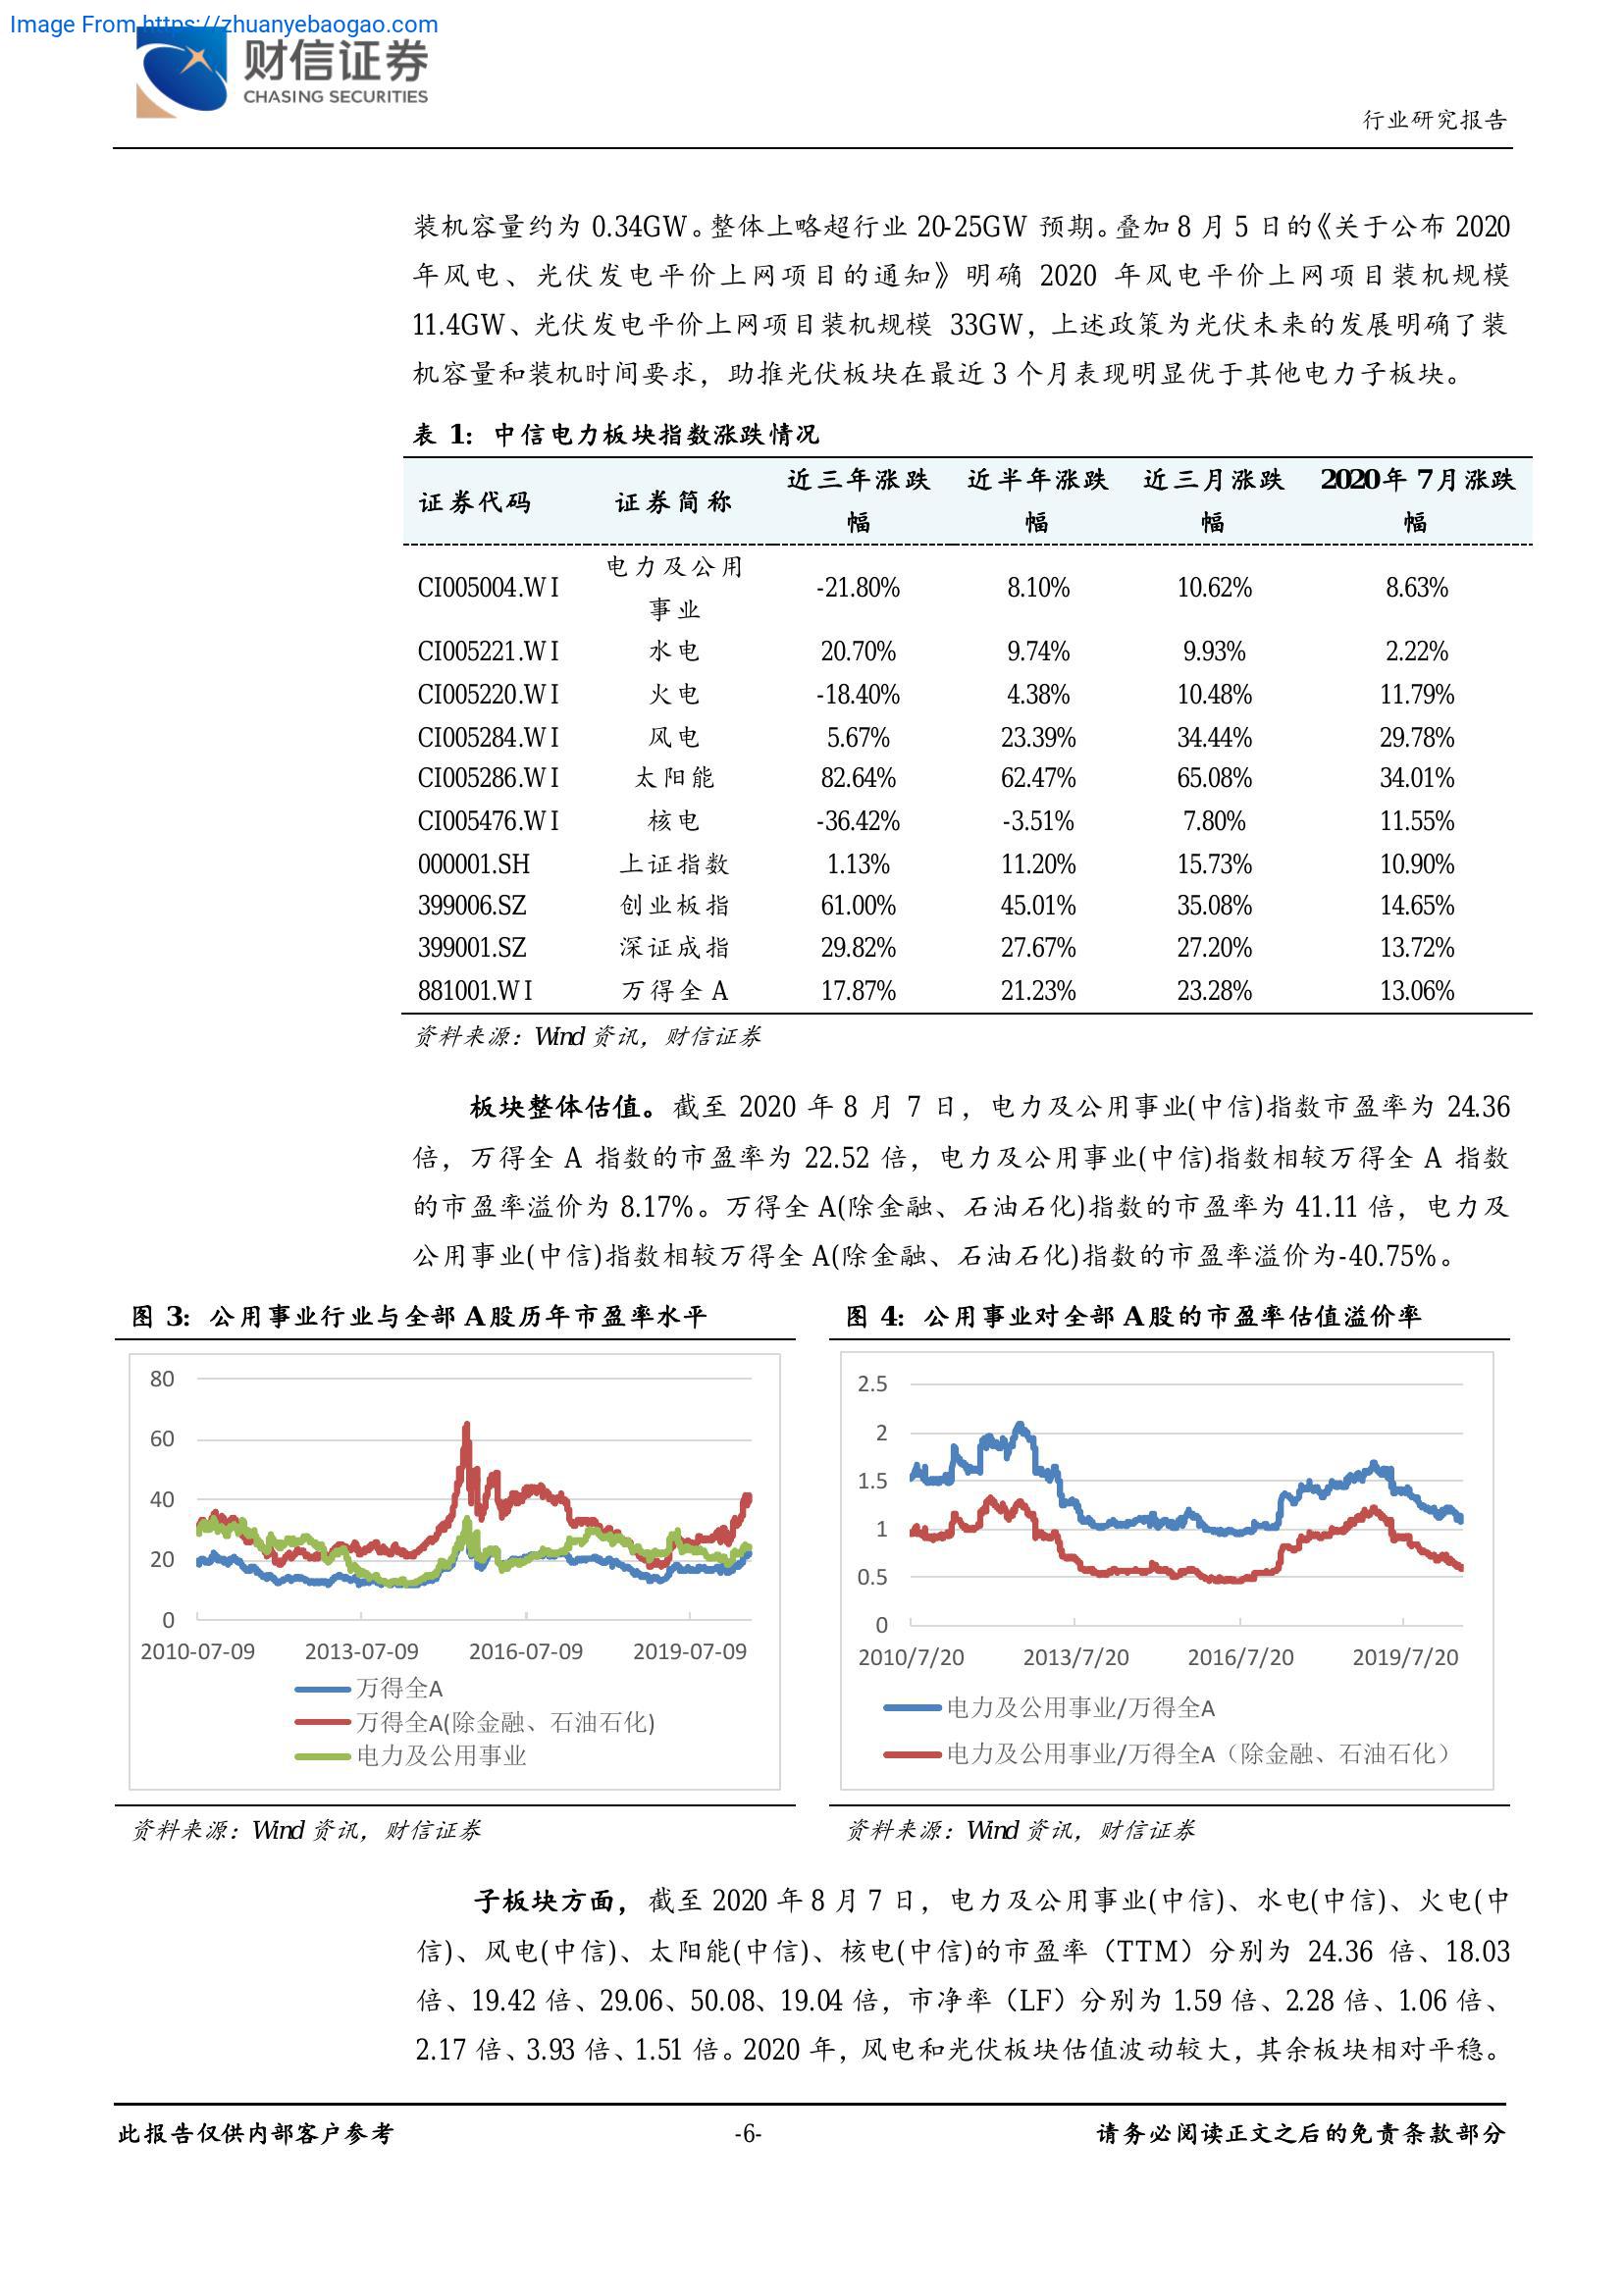 Image From https://zhuanyebaogao.com
财信证券
CHASING SECURITIES
行业研究报告
装机容量约为 0.34GW。整体上略超行业 20-25GW 预期。叠加 8 月 5 日的《关于公布 2020
年风电、光伏发电平价上网项目的通知》明确 2020 年风电平价上网项目装机规模
11.4GW、光伏发电平价上网项目装机规模 33GW，上述政策为光伏未来的发展明确了装
机容量和装机时间要求，助推光伏板块在最近 3 个月表现明显优于其他电力子板块。
表 1：中信电力板块指数涨跌情况
证券代码 证券简称 近三年涨跌幅 近半年涨跌幅 近三月涨跌幅 2020年 7月涨跌幅
CI005004.WI 电力及公用事业 -21.80% 8.10% 10.62% 8.63%
CI005221.WI 水电 20.70% 9.74% 9.93% 2.22%
CI005220.WI 火电 -18.40% 4.38% 10.48% 11.79%
CI005284.WI 风电 5.67% 23.39% 34.44% 29.78%
CI005286.WI 太阳能 82.64% 62.47% 65.08% 34.01%
CI005476.WI 核电 -36.42% -3.51% 7.80% 11.55%
000001.SH 上证指数 1.13% 11.20% 15.73% 10.90%
399006.SZ 创业板指 61.00% 45.01% 35.08% 14.65%
399001.SZ 深证成指 29.82% 27.67% 27.20% 13.72%
881001.WI 万得全 A 17.87% 21.23% 23.28% 13.06%
资料来源：Wind 资讯，财信证券
板块整体估值。截至 2020 年 8 月 7 日，电力及公用事业(中信)指数市盈率为 24.36
倍，万得全 A 指数的市盈率为 22.52 倍，电力及公用事业(中信)指数相较万得全 A 指数
的市盈率溢价为 8.17%。万得全 A(除金融、石油石化)指数的市盈率为 41.11 倍，电力及
公用事业(中信)指数相较万得全 A(除金融、石油石化)指数的市盈率溢价为-40.75%。
图 3：公用事业行业与全部 A股历年市盈率水平
80
60
40
20
0
2010-07-09 2013-07-09 2016-07-09 2019-07-09
万得全A
万得全A(除金融、石油石化)
电力及公用事业
资料来源：Wind 资讯，财信证券
图 4：公用事业对全部 A股的市盈率估值溢价率
2.5
2
1.5
1
0.5
0
2010/7/20 2013/7/20 2016/7/20 2019/7/20
电力及公用事业/万得全A
电力及公用事业/万得全A（除金融、石油石化）
资料来源：Wind 资讯，财信证券
子板块方面，截至 2020 年 8 月 7 日，电力及公用事业(中信)、水电(中信)、火电(中
信)、风电(中信)、太阳能(中信)、核电(中信)的市盈率（TTM）分别为 24.36 倍、18.03
倍、19.42 倍、29.06、50.08、19.04 倍，市净率（LF）分别为 1.59 倍、2.28 倍、1.06 倍、
2.17 倍、3.93 倍、1.51 倍。2020 年，风电和光伏板块估值波动较大，其余板块相对平稳。
此报告仅供内部客户参考 -6- 请务必阅读正文之后的免责条款部分